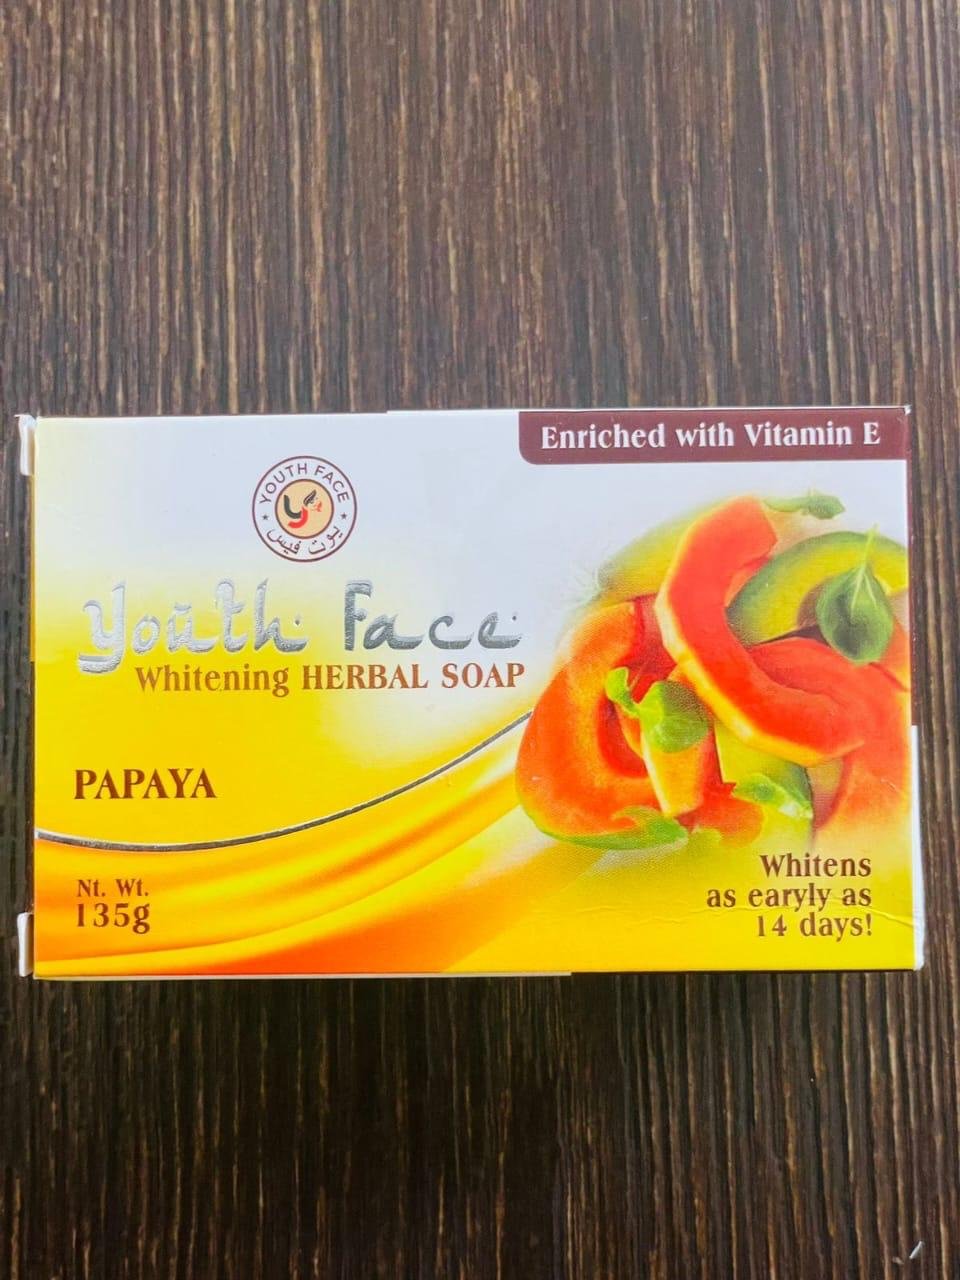 Enriched with Vitamin E
YOUTH FACE
يوث فيس
Youth Face
Whitening HERBAL SOAP
PAPAYA
Nt. Wt.
135g
Whitens
as earyly as
14 days!